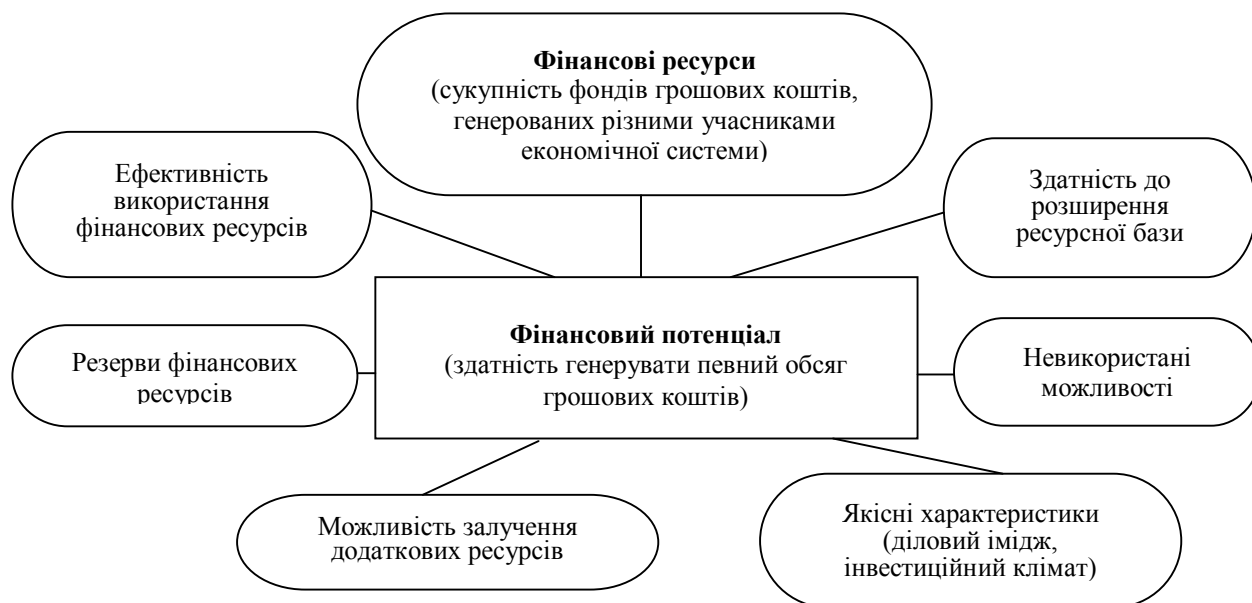 Фінансові ресурси
(сукупність фондів грошових коштів,
генерованих різними учасниками
економічної системи)
Ефективність
використання
фінансових ресурсів
Здатність до
розширення
ресурсної бази
Фінансовий потенціал
(здатність генерувати певний обсяг
грошових коштів)
Резерви фінансових
ресурсів
Невикористані
можливості
Можливість залучення
додаткових ресурсів
Якісні характеристики
(діловий імідж,
інвестиційний клімат)